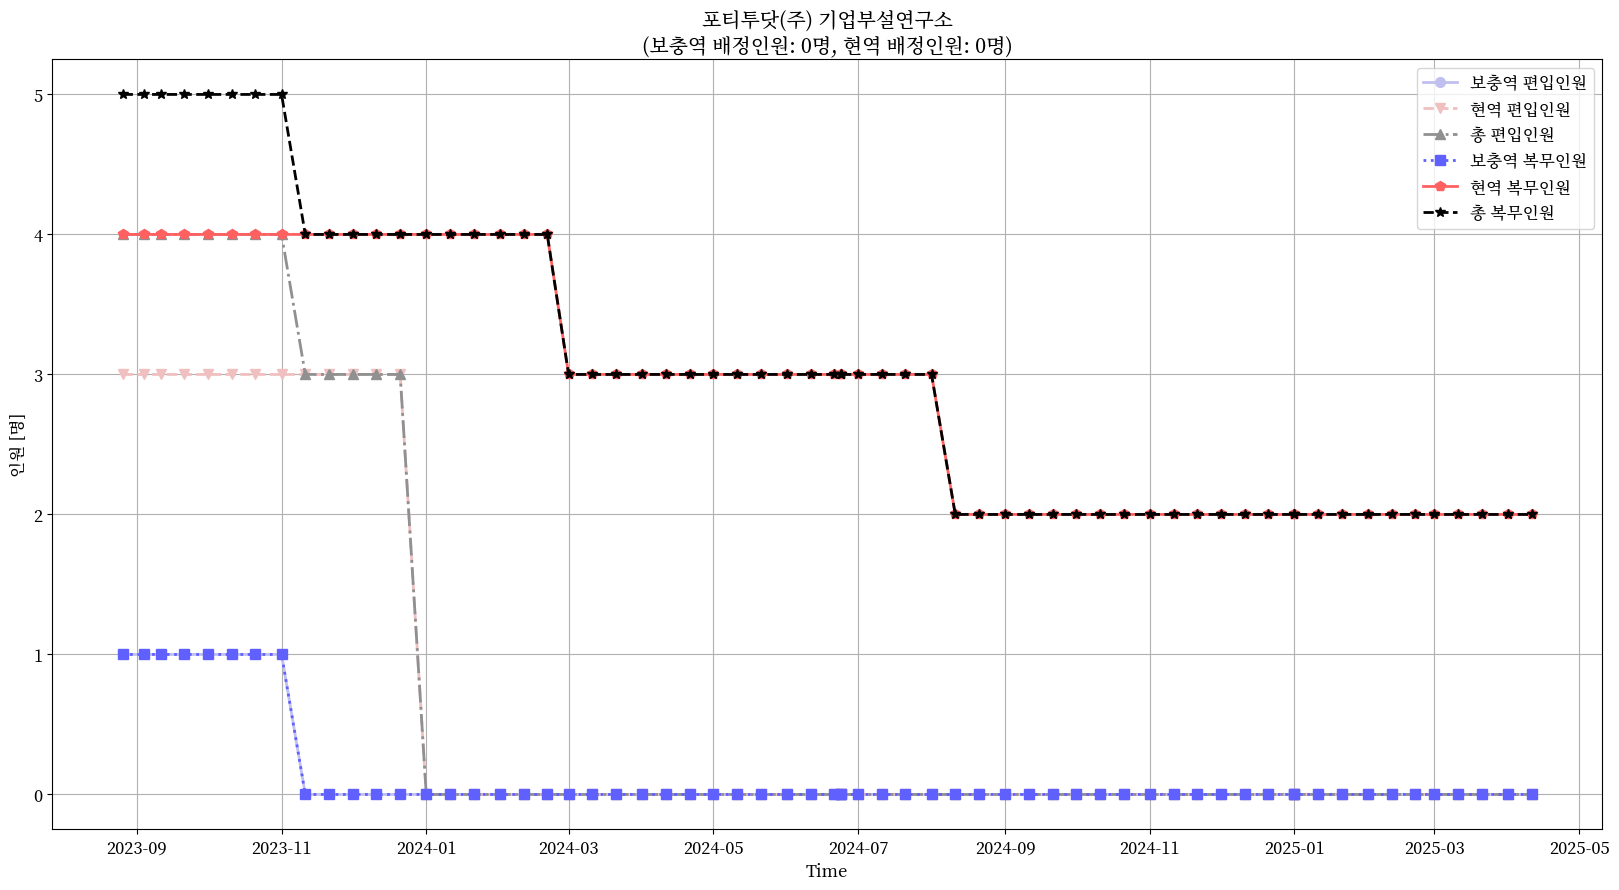 포티투닷(주) 기업부설연구소
(보충역 배정인원: 0명, 현역 배정인원: 0명)
보충역 편입인원
현역 편입인원
총 편입인원
보충역 복무인원
현역 복무인원
총 복무인원
인원 [명]
5
4
3
2
1
0
2023-09
2023-11
2024-01
2024-03
2024-05
2024-07
2024-09
2024-11
2025-01
2025-03
2025-05
Time